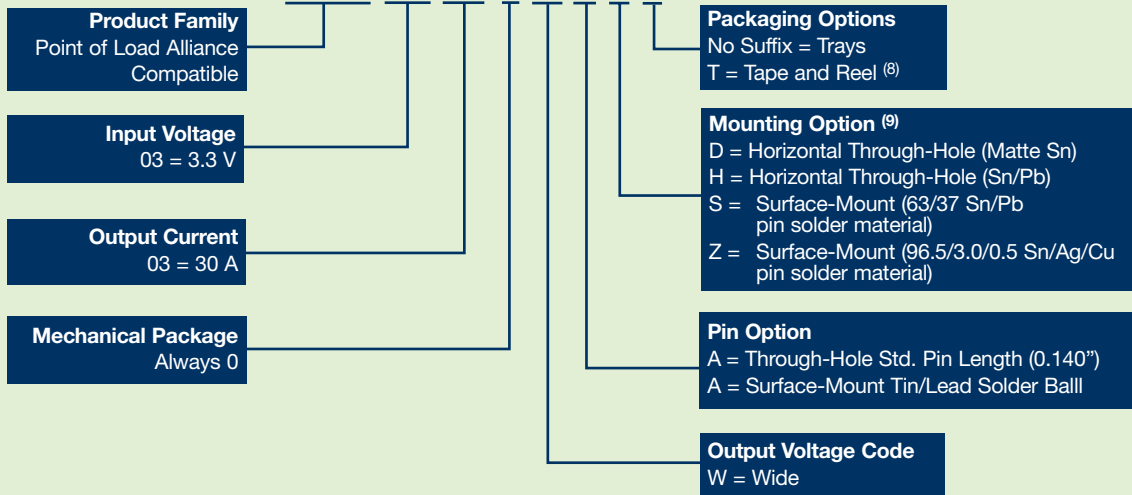 Product Family
Point of Load Alliance
Compatible
Input Voltage
03 = 3.3 V
Output Current
03 = 30 A
Mechanical Package
Always 0
Packaging Options
No Suffix = Trays
T = Tape and Reel (8)
Mounting Option (9)
D = Horizontal Through-Hole (Matte Sn)
H = Horizontal Through-Hole (Sn/Pb)
S = Surface-Mount (63/37 Sn/Pb
pin solder material)
Z = Surface-Mount (96.5/3.0/0.5 Sn/Ag/Cu
pin solder material)
Pin Option
A = Through-Hole Std. Pin Length (0.140”)
A = Surface-Mount Tin/Lead Solder Balll
Output Voltage Code
W = Wide